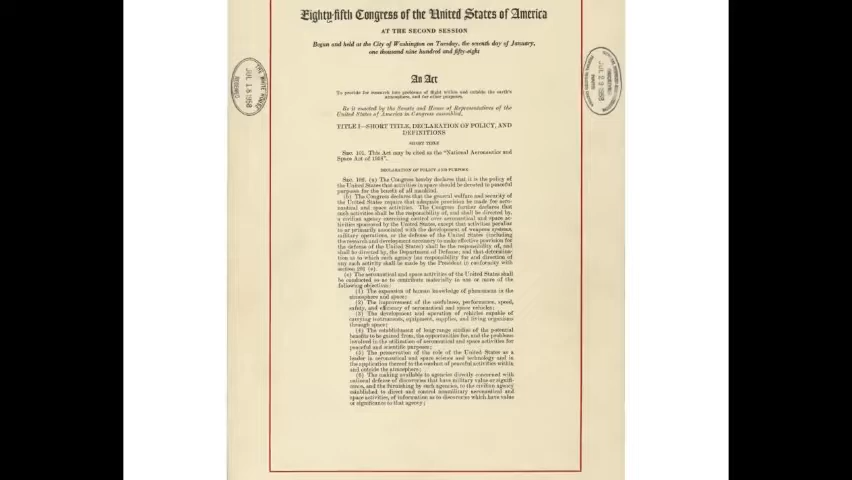 Eighty-fifth Congress of the United States of America
AT THE SECOND SESSION
Begun and held at the City of Washington on Tuesday, the seventh day of January,
one thousand nine hundred and fifty-eight
An Act
To provide for research into problems of flight within and outside the earth's
atmosphere, and for other purposes.
Be it enacted by the Senate and House of Representatives of the
United States of America in Congress assembled,
TITLE I—SHORT TITLE, DECLARATION OF POLICY, AND
DEFINITIONS
SHORT TITLE
SEC. 101. This Act may be cited as the "National Aeronautics and
Space Act of 1958".
DECLARATION OF POLICY AND PURPOSE
SEC. 102. (a) The Congress hereby declares that it is the policy of
the United States that activities in space should be devoted to peaceful
purposes for the benefit of all mankind.
(b) The Congress declares that the general welfare and security of
the United States require that adequate provision be made for aero-
nautical and space activities. The Congress further declares that
such activities shall be the responsibility of, and shall be directed by,
a civilian agency exercising control over aeronautical and space ac-
tivities sponsored by the United States, except that activities peculiar
to or primarily associated with the development of weapons systems,
military operations, or the defense of the United States (including
the research and development necessary to make effective provision for
the defense of the United States) shall be the responsibility of, and
shall be directed by, the Department of Defense; and that determina-
tion as to which such agency has responsibility for and direction of
any such activity shall be made by the President in conformity with
section 201 (e).
(c) The aeronautical and space activities of the United States shall
be conducted so as to contribute materially to one or more of the
following objectives:
(1) The expansion of human knowledge of phenomena in the
atmosphere and space;
(2) The improvement of the usefulness, performance, speed,
safety, and efficiency of aeronautical and space vehicles;
(3) The development and operation of vehicles capable of
carrying instruments, equipment, supplies, and living organisms
through space;
(4) The establishment of long-range studies of the potential
benefits to be gained from, the opportunities for, and the problems
involved in the utilization of aeronautical and space activities for
peaceful and scientific purposes;
(5) The preservation of the role of the United States as a
leader in aeronautical and space science and technology and in
the application thereof to the conduct of peaceful activities within
and outside the atmosphere;
(6) The making available to agencies directly concerned with
national defense of discoveries that have military value or signifi-
cance, and the furnishing by such agencies, to the civilian agency
established to direct and control nonmilitary aeronautical and
space activities, of information as to discoveries which have value
or significance to that agency;
THE WHITE HOUSE
JUL 1958
RECEIVED
JUL 1958